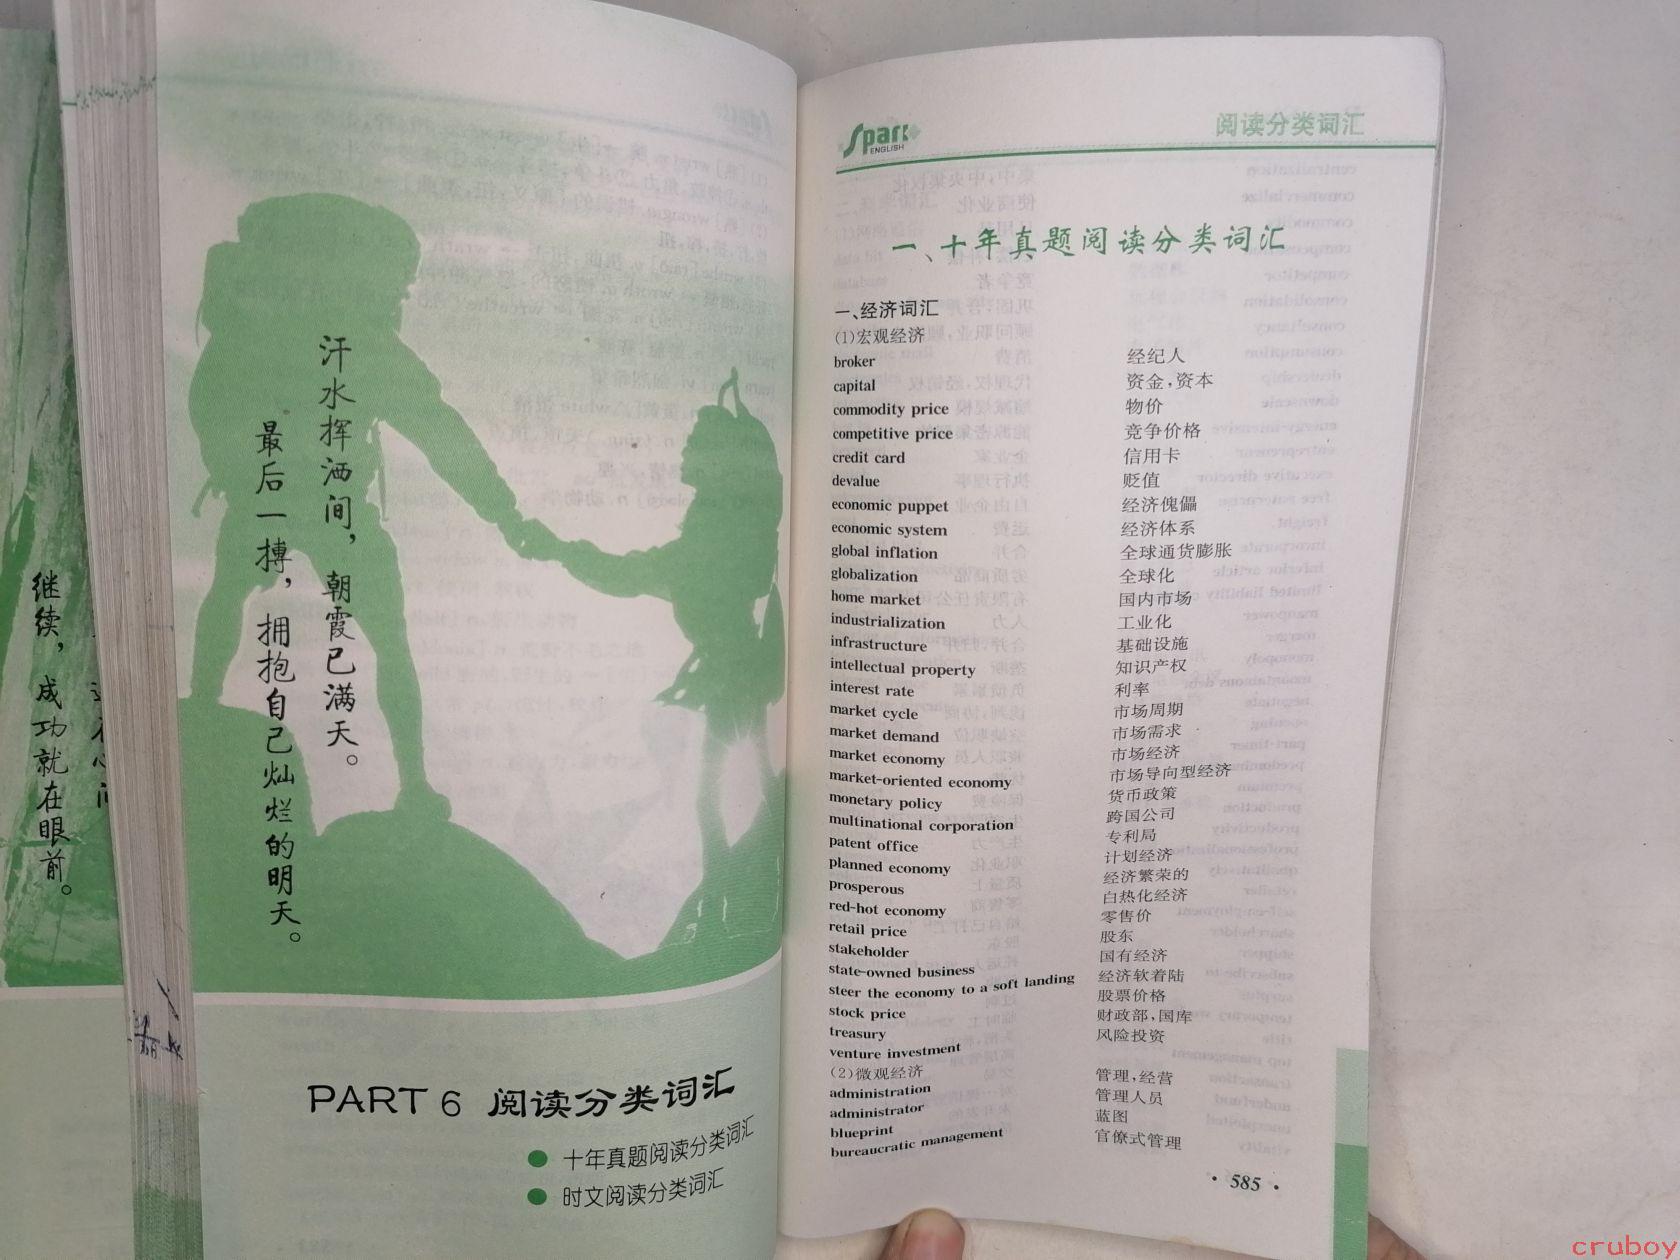 继续，成功就在眼前。
汗水挥洒间，朝霞已满天。
最后一搏，拥抱自己灿烂的明天。
PART 6 阅读分类词汇
● 十年真题阅读分类词汇
● 时文阅读分类词汇
Spark ENGLISH
阅读分类词汇
一、十年真题阅读分类词汇
一、经济词汇
(1)宏观经济
broker 经纪人
capital 资金,资本
commodity price 物价
competitive price 竞争价格
credit card 信用卡
devalue 贬值
economic puppet 经济傀儡
economic system 经济体系
global inflation 全球通货膨胀
globalization 全球化
home market 国内市场
industrialization 工业化
infrastructure 基础设施
intellectual property 知识产权
interest rate 利率
market cycle 市场周期
market demand 市场需求
market economy 市场经济
market-oriented economy 市场导向型经济
monetary policy 货币政策
multinational corporation 跨国公司
patent office 专利局
planned economy 计划经济
prosperous 经济繁荣的
red-hot economy 白热化经济
retail price 零售价
stakeholder 股东
state-owned business 国有经济
steer the economy to a soft landing 经济软着陆
stock price 股票价格
treasury 财政部,国库
venture investment 风险投资
(2)微观经济
administration 管理,经营
administrator 管理人员
blueprint 蓝图
bureaucratic management 官僚式管理
· 585 ·
cruboy